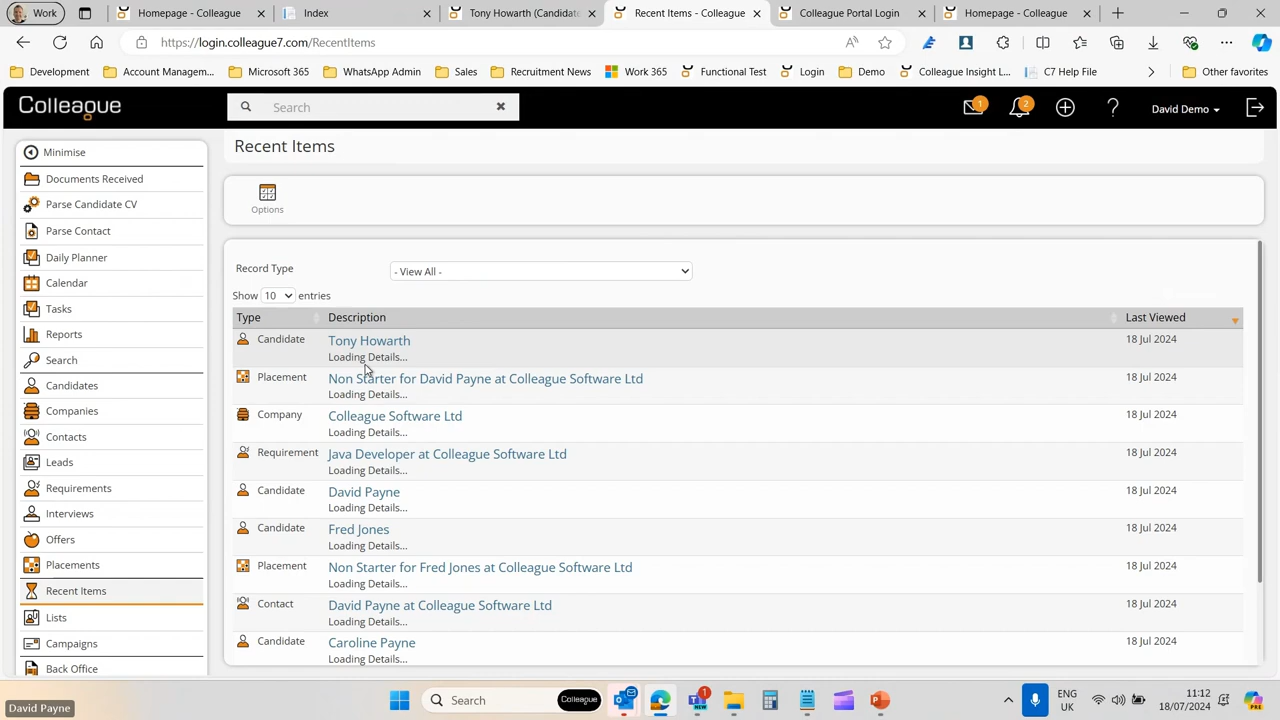 Work
Homepage - Colleague
Index
Tony Howarth (Candidate
Recent Items - Colleague
Colleague Portal Login
Homepage - Colleague
https://login.colleague7.com/RecentItems
Development
Account Managem...
Microsoft 365
WhatsApp Admin
Sales
Recruitment News
Work 365
Functional Test
Login
Demo
Colleague Insight L...
C7 Help File
Other favorites
Colleague
Search
1
2
David Demo
Minimise
Documents Received
Parse Candidate CV
Parse Contact
Daily Planner
Calendar
Tasks
Reports
Search
Candidates
Companies
Contacts
Leads
Requirements
Interviews
Offers
Placements
Recent Items
Lists
Campaigns
Back Office
Recent Items
Options
Record Type
- View All -
Show 10 entries
Type Description Last Viewed
Candidate Tony Howarth 18 Jul 2024
Loading Details...
Placement Non Starter for David Payne at Colleague Software Ltd 18 Jul 2024
Loading Details...
Company Colleague Software Ltd 18 Jul 2024
Loading Details...
Requirement Java Developer at Colleague Software Ltd 18 Jul 2024
Loading Details...
Candidate David Payne 18 Jul 2024
Loading Details...
Candidate Fred Jones 18 Jul 2024
Loading Details...
Placement Non Starter for Fred Jones at Colleague Software Ltd 18 Jul 2024
Loading Details...
Contact David Payne at Colleague Software Ltd 18 Jul 2024
Loading Details...
Candidate Caroline Payne 18 Jul 2024
Loading Details...
David Payne
Search
Colleague
NEW
1
ENG
UK
11:12
18/07/2024
PRE